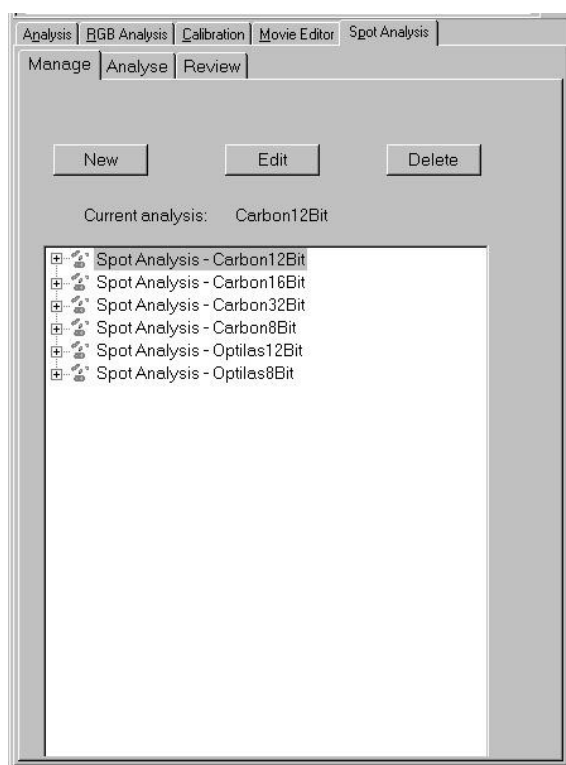 Analysis RGB Analysis Calibration Movie Editor Spot Analysis
Manage Analyse Review
New Edit Delete
Current analysis: Carbon12Bit
Spot Analysis - Carbon12Bit
Spot Analysis - Carbon16Bit
Spot Analysis - Carbon32Bit
Spot Analysis - Carbon8Bit
Spot Analysis - Optilas12Bit
Spot Analysis - Optilas8Bit